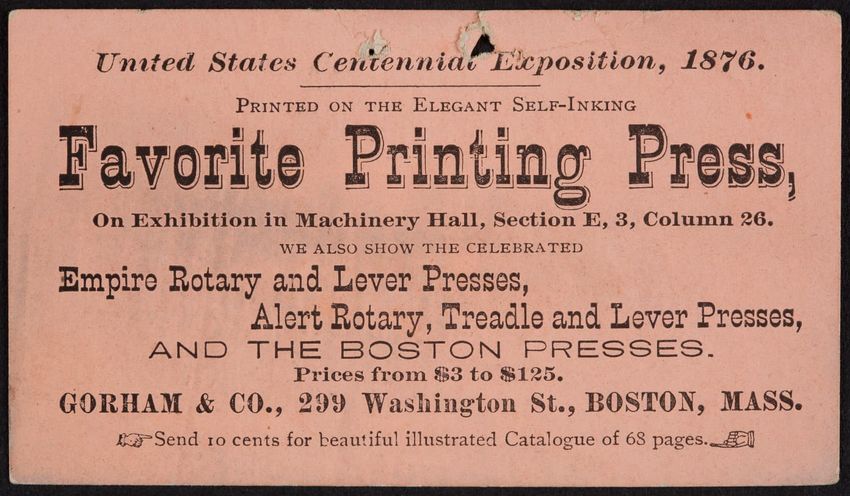 United States Centennial Exposition, 1876.
Printed on the Elegant Self-Inking
Favorite Printing Press,
On Exhibition in Machinery Hall, Section E, 3, Column 26.
WE ALSO SHOW THE CELEBRATED
Empire Rotary and Lever Presses,
Alert Rotary, Treadle and Lever Presses,
AND THE BOSTON PRESSES.
Prices from $3 to $125.
GORHAM & CO., 299 Washington St., BOSTON, MASS.
☞Send 10 cents for beautiful illustrated Catalogue of 68 pages.☜